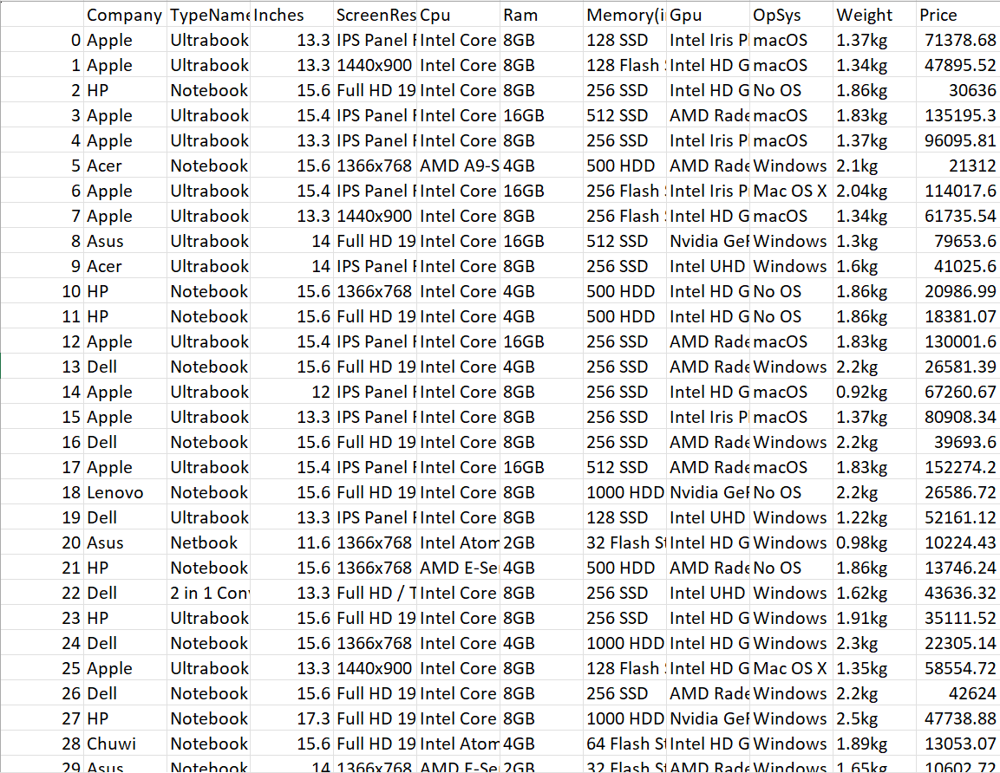 Company TypeName Inches ScreenRes Cpu Ram Memory(i Gpu OpSys Weight Price
0 Apple Ultrabook 13.3 IPS Panel Intel Core 8GB 128 SSD Intel Iris macOS 1.37kg 71378.68
1 Apple Ultrabook 13.3 1440x900 Intel Core 8GB 128 Flash Intel HD G macOS 1.34kg 47895.52
2 HP Notebook 15.6 Full HD 19 Intel Core 8GB 256 SSD Intel HD G No OS 1.86kg 30636
3 Apple Ultrabook 15.4 IPS Panel Intel Core 16GB 512 SSD AMD Rade macOS 1.83kg 135195.3
4 Apple Ultrabook 13.3 IPS Panel Intel Core 8GB 256 SSD Intel Iris macOS 1.37kg 96095.81
5 Acer Notebook 15.6 1366x768 AMD A9-S 4GB 500 HDD AMD Rade Windows 2.1kg 21312
6 Apple Ultrabook 15.4 IPS Panel Intel Core 16GB 256 Flash Intel Iris Mac OS X 2.04kg 114017.6
7 Apple Ultrabook 13.3 1440x900 Intel Core 8GB 256 Flash Intel HD G macOS 1.34kg 61735.54
8 Asus Ultrabook 14 Full HD 19 Intel Core 16GB 512 SSD Nvidia GeF Windows 1.3kg 79653.6
9 Acer Ultrabook 14 IPS Panel Intel Core 8GB 256 SSD Intel UHD Windows 1.6kg 41025.6
10 HP Notebook 15.6 1366x768 Intel Core 4GB 500 HDD Intel HD G No OS 1.86kg 20986.99
11 HP Notebook 15.6 Full HD 19 Intel Core 4GB 500 HDD Intel HD G No OS 1.86kg 18381.07
12 Apple Ultrabook 15.4 IPS Panel Intel Core 16GB 256 SSD AMD Rade macOS 1.83kg 130001.6
13 Dell Notebook 15.6 Full HD 19 Intel Core 4GB 256 SSD AMD Rade Windows 2.2kg 26581.39
14 Apple Ultrabook 12 IPS Panel Intel Core 8GB 256 SSD Intel HD G macOS 0.92kg 67260.67
15 Apple Ultrabook 13.3 IPS Panel Intel Core 8GB 256 SSD Intel Iris macOS 1.37kg 80908.34
16 Dell Notebook 15.6 Full HD 19 Intel Core 8GB 256 SSD AMD Rade Windows 2.2kg 39693.6
17 Apple Ultrabook 15.4 IPS Panel Intel Core 16GB 512 SSD AMD Rade macOS 1.83kg 152274.2
18 Lenovo Notebook 15.6 Full HD 19 Intel Core 8GB 1000 HDD Nvidia GeF No OS 2.2kg 26586.72
19 Dell Ultrabook 13.3 IPS Panel Intel Core 8GB 128 SSD Intel UHD Windows 1.22kg 52161.12
20 Asus Netbook 11.6 1366x768 Intel Atom 2GB 32 Flash St Intel HD G Windows 0.98kg 10224.43
21 HP Notebook 15.6 1366x768 AMD E-Se 4GB 500 HDD AMD Rade No OS 1.86kg 13746.24
22 Dell 2 in 1 Con 13.3 Full HD / T Intel Core 8GB 256 SSD Intel UHD Windows 1.62kg 43636.32
23 HP Ultrabook 15.6 Full HD 19 Intel Core 8GB 256 SSD Intel HD G Windows 1.91kg 35111.52
24 Dell Notebook 15.6 1366x768 Intel Core 4GB 1000 HDD Intel HD G Windows 2.3kg 22305.14
25 Apple Ultrabook 13.3 1440x900 Intel Core 8GB 128 Flash Intel HD G Mac OS X 1.35kg 58554.72
26 Dell Notebook 15.6 Full HD 19 Intel Core 8GB 256 SSD AMD Rade Windows 2.2kg 42624
27 HP Notebook 17.3 Full HD 19 Intel Core 8GB 1000 HDD Nvidia GeF Windows 2.5kg 47738.88
28 Chuwi Notebook 15.6 Full HD 19 Intel Atom 4GB 64 Flash St Intel HD G Windows 1.89kg 13053.07
29 Asus Notebook 14 1366x768 AMD E-Se 2GB 32 Flash St AMD Rade Windows 1.65kg 10602.72